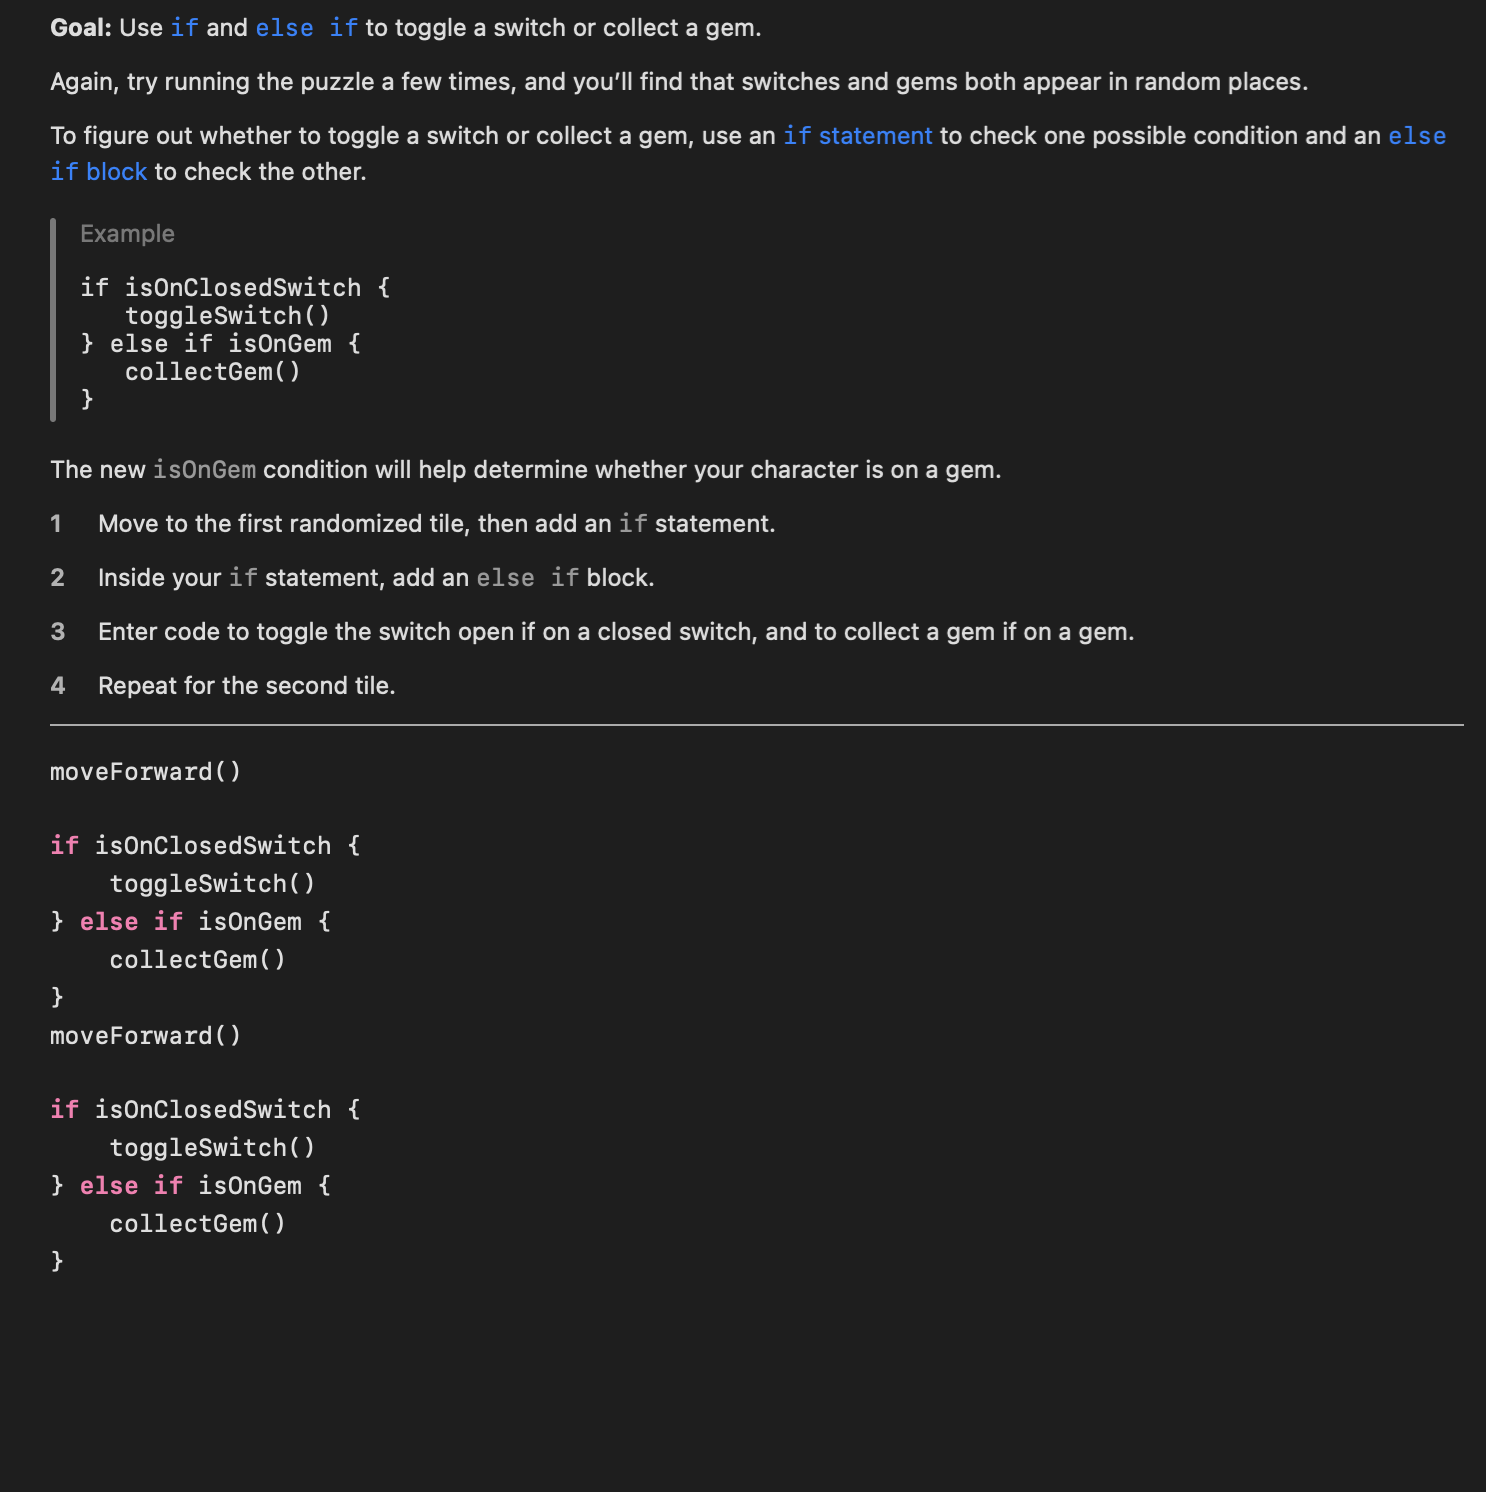 Goal: Use if and else if to toggle a switch or collect a gem.
Again, try running the puzzle a few times, and you’ll find that switches and gems both appear in random places.
To figure out whether to toggle a switch or collect a gem, use an if statement to check one possible condition and an else
if block to check the other.
Example
if isOnClosedSwitch {
   toggleSwitch()
} else if isOnGem {
   collectGem()
}
The new isOnGem condition will help determine whether your character is on a gem.
1 Move to the first randomized tile, then add an if statement.
2 Inside your if statement, add an else if block.
3 Enter code to toggle the switch open if on a closed switch, and to collect a gem if on a gem.
4 Repeat for the second tile.
moveForward()
if isOnClosedSwitch {
    toggleSwitch()
} else if isOnGem {
    collectGem()
}
moveForward()
if isOnClosedSwitch {
    toggleSwitch()
} else if isOnGem {
    collectGem()
}